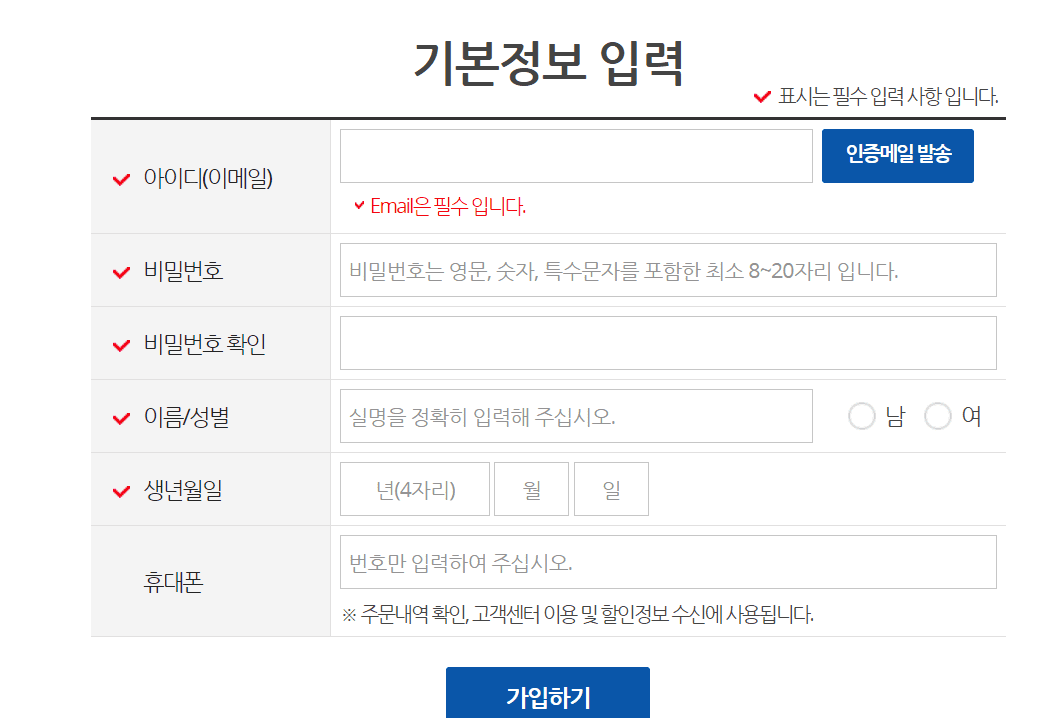 기본정보 입력
표시는 필수 입력 사항 입니다.
아이디(이메일)
인증메일 발송
Email은 필수 입니다.
비밀번호
비밀번호는 영문, 숫자, 특수문자를 포함한 최소 8~20자리 입니다.
비밀번호 확인
이름/성별
실명을 정확히 입력해 주십시오.
남 여
생년월일
년(4자리) 월 일
휴대폰
번호만 입력하여 주십시오.
※ 주문내역 확인, 고객센터 이용 및 할인정보 수신에 사용됩니다.
가입하기